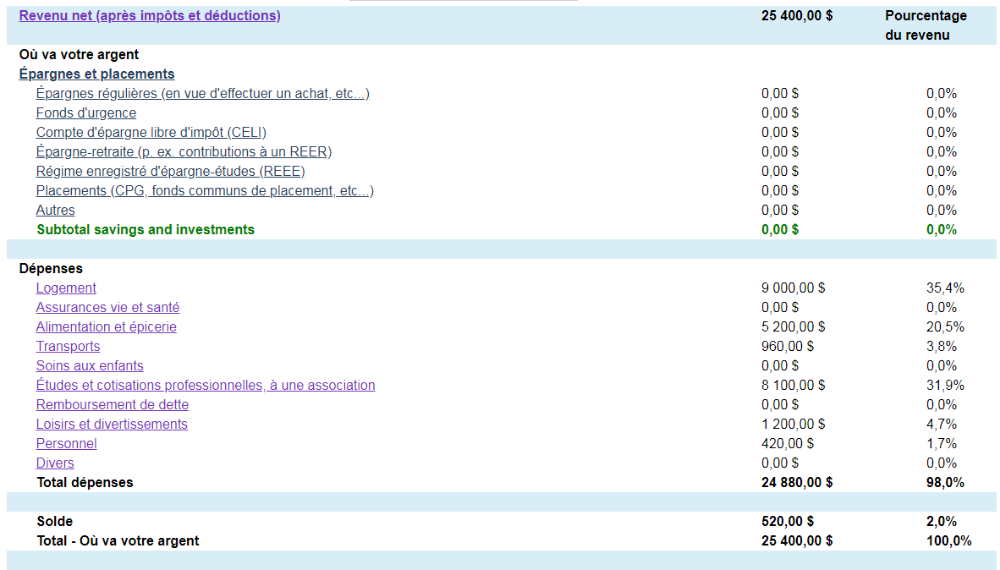 Revenu net (après impôts et déductions) 25 400,00 $ Pourcentage
du revenu
Où va votre argent
Épargnes et placements
Épargnes régulières (en vue d'effectuer un achat, etc...) 0,00 $ 0,0%
Fonds d'urgence 0,00 $ 0,0%
Compte d'épargne libre d'impôt (CELI) 0,00 $ 0,0%
Épargne-retraite (p. ex. contributions à un REER) 0,00 $ 0,0%
Régime enregistré d'épargne-études (REEE) 0,00 $ 0,0%
Placements (CPG, fonds communs de placement, etc...) 0,00 $ 0,0%
Autres 0,00 $ 0,0%
Subtotal savings and investments 0,00 $ 0,0%
Dépenses
Logement 9 000,00 $ 35,4%
Assurances vie et santé 0,00 $ 0,0%
Alimentation et épicerie 5 200,00 $ 20,5%
Transports 960,00 $ 3,8%
Soins aux enfants 0,00 $ 0,0%
Études et cotisations professionnelles, à une association 8 100,00 $ 31,9%
Remboursement de dette 0,00 $ 0,0%
Loisirs et divertissements 1 200,00 $ 4,7%
Personnel 420,00 $ 1,7%
Divers 0,00 $ 0,0%
Total dépenses 24 880,00 $ 98,0%
Solde 520,00 $ 2,0%
Total - Où va votre argent 25 400,00 $ 100,0%